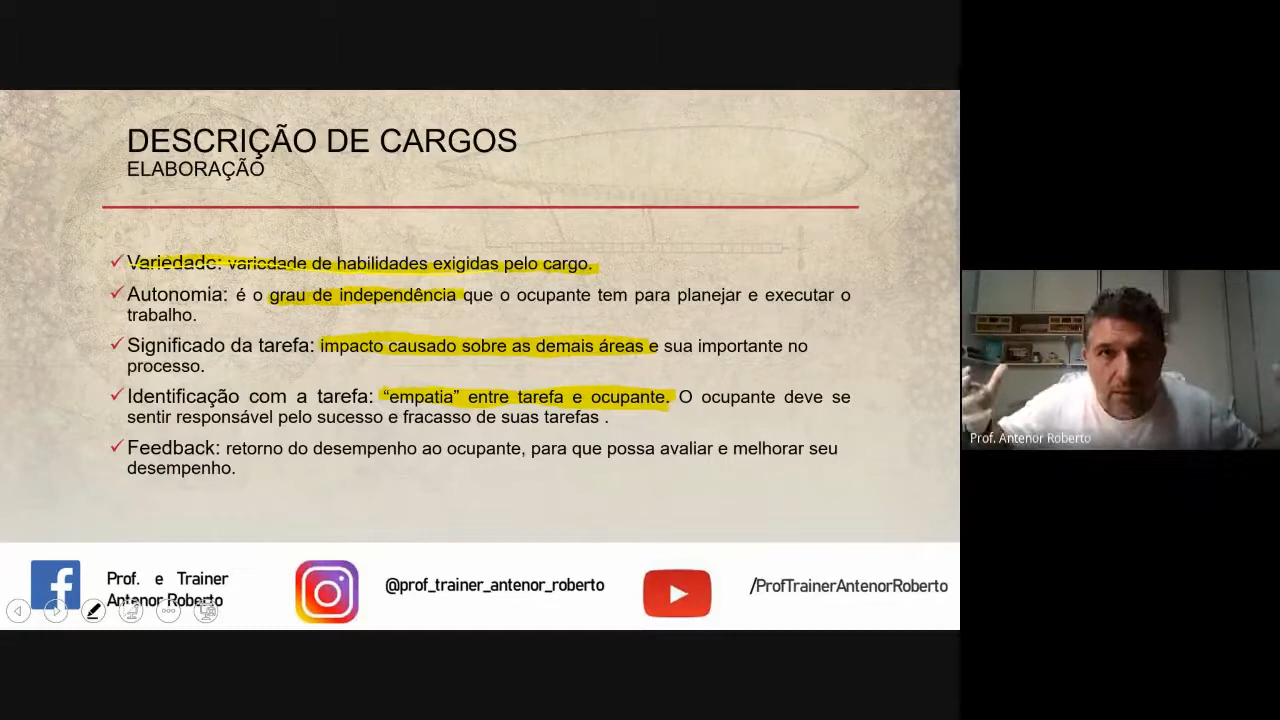 DESCRIÇÃO DE CARGOS
ELABORAÇÃO
Variedade: variedade de habilidades exigidas pelo cargo.
Autonomia: é o grau de independência que o ocupante tem para planejar e executar o
trabalho.
Significado da tarefa: impacto causado sobre as demais áreas e sua importante no
processo.
Identificação com a tarefa: “empatia” entre tarefa e ocupante. O ocupante deve se
sentir responsável pelo sucesso e fracasso de suas tarefas .
Feedback: retorno do desempenho ao ocupante, para que possa avaliar e melhorar seu
desempenho.
Prof. e Trainer
Antenor Roberto
@prof_trainer_antenor_roberto
/ProfTrainerAntenorRoberto
Prof. Antenor Roberto